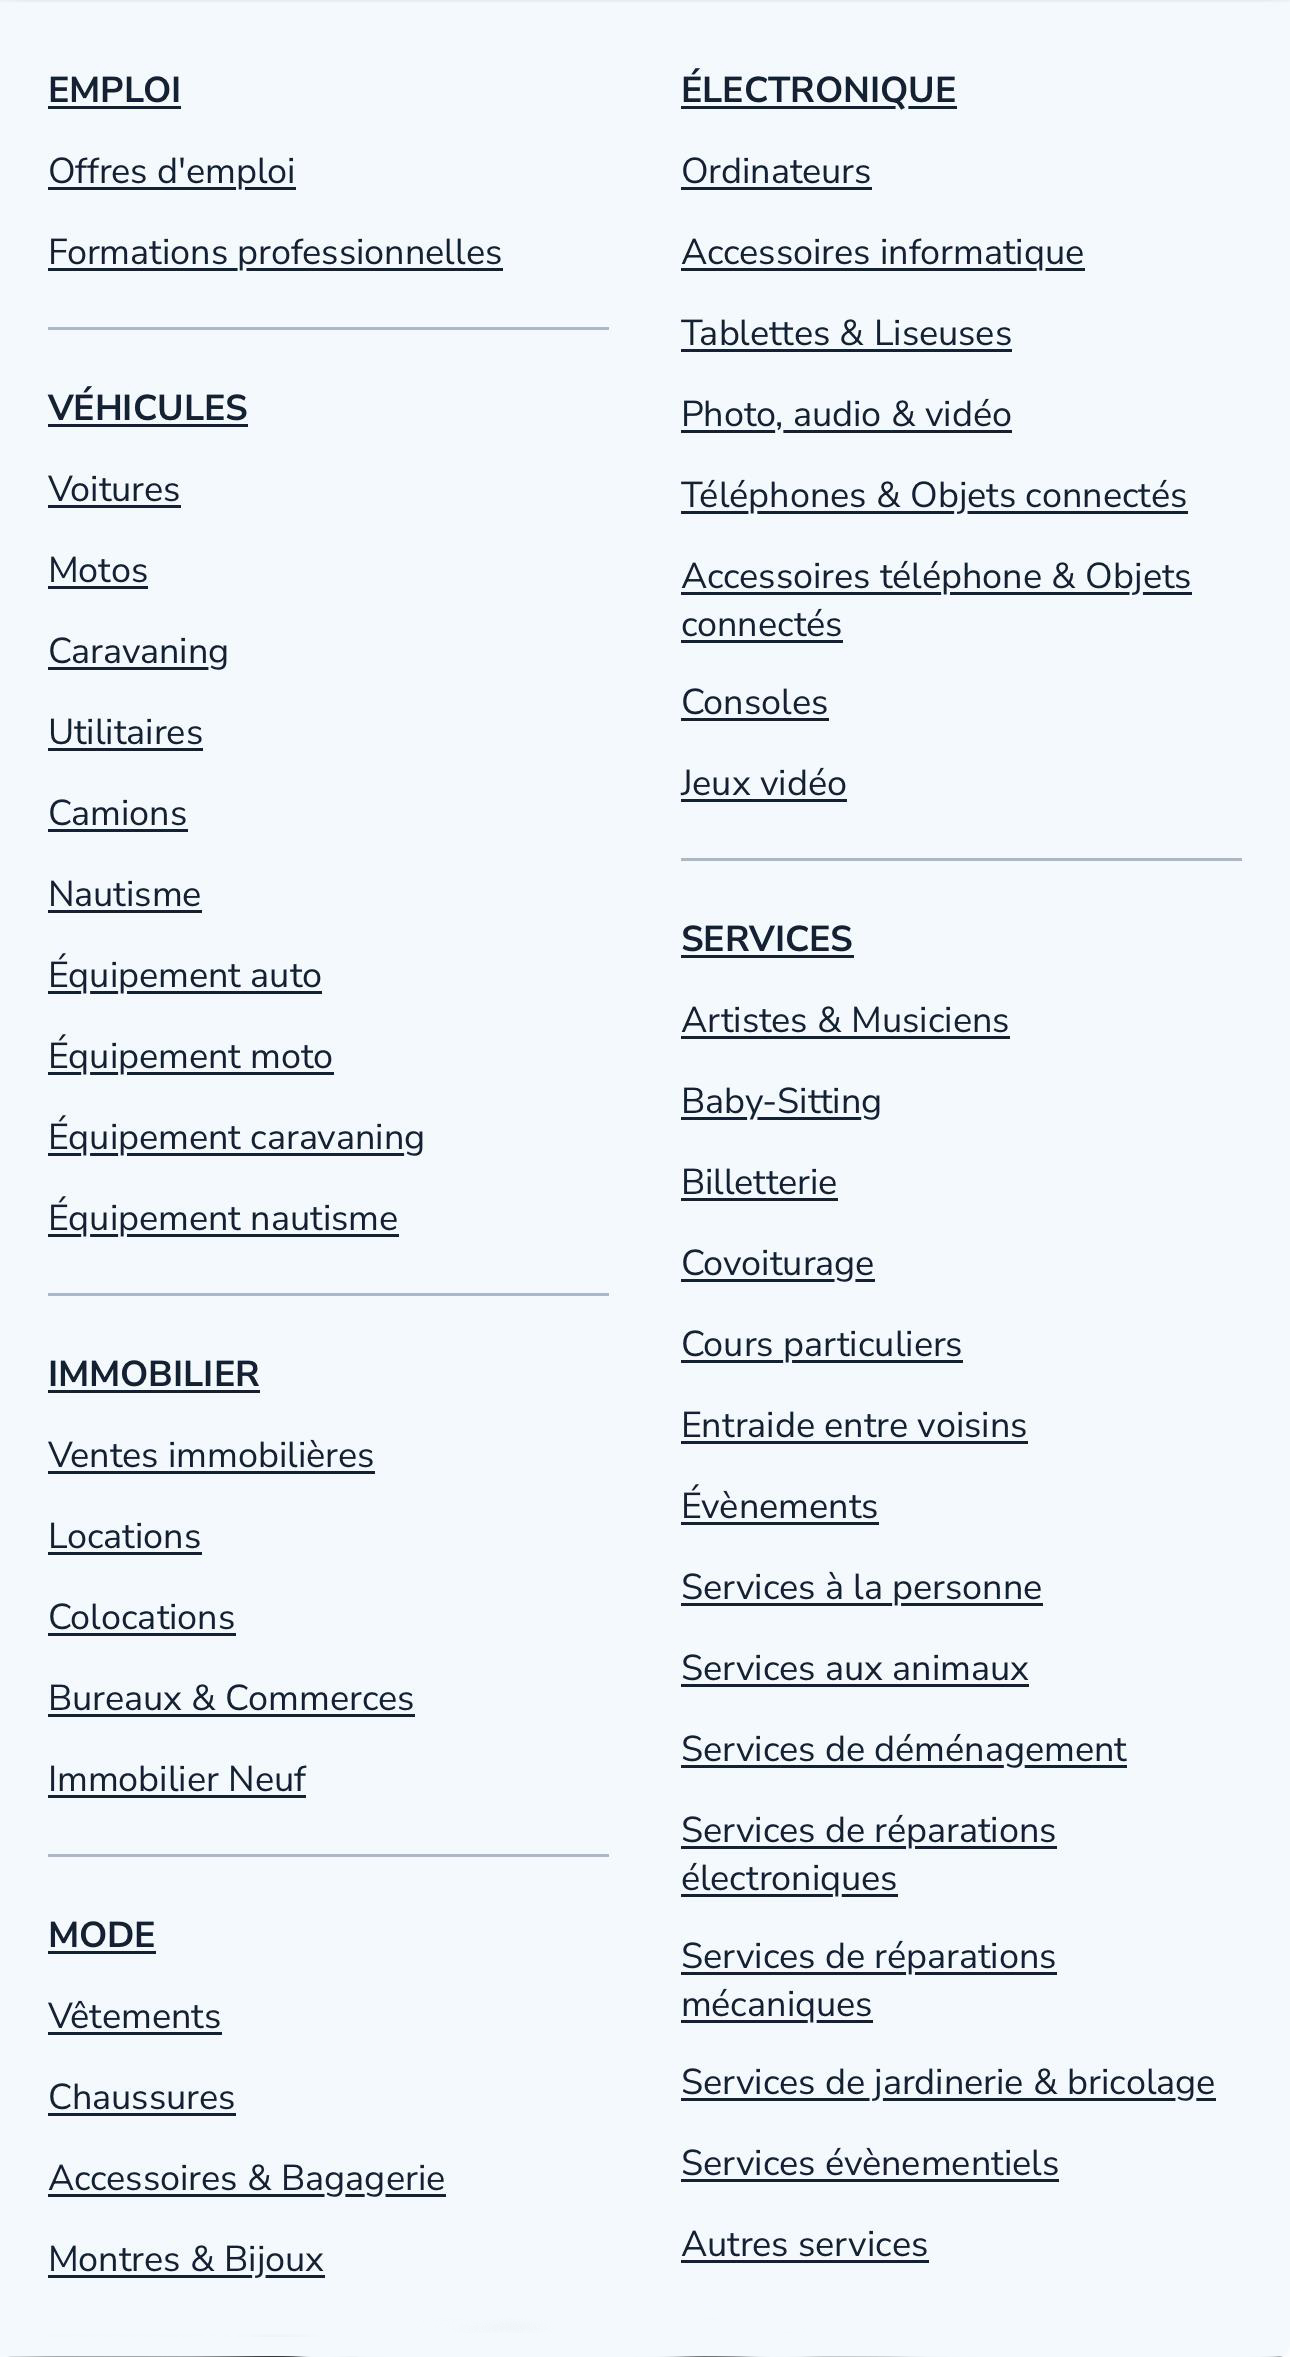 EMPLOI
Offres d'emploi
Formations professionnelles
VÉHICULES
Voitures
Motos
Caravaning
Utilitaires
Camions
Nautisme
Équipement auto
Équipement moto
Équipement caravaning
Équipement nautisme
IMMOBILIER
Ventes immobilières
Locations
Colocations
Bureaux & Commerces
Immobilier Neuf
MODE
Vêtements
Chaussures
Accessoires & Bagagerie
Montres & Bijoux
ÉLECTRONIQUE
Ordinateurs
Accessoires informatique
Tablettes & Liseuses
Photo, audio & vidéo
Téléphones & Objets connectés
Accessoires téléphone & Objets
connectés
Consoles
Jeux vidéo
SERVICES
Artistes & Musiciens
Baby-Sitting
Billetterie
Covoiturage
Cours particuliers
Entraide entre voisins
Évènements
Services à la personne
Services aux animaux
Services de déménagement
Services de réparations
électroniques
Services de réparations
mécaniques
Services de jardinerie & bricolage
Services évènementiels
Autres services